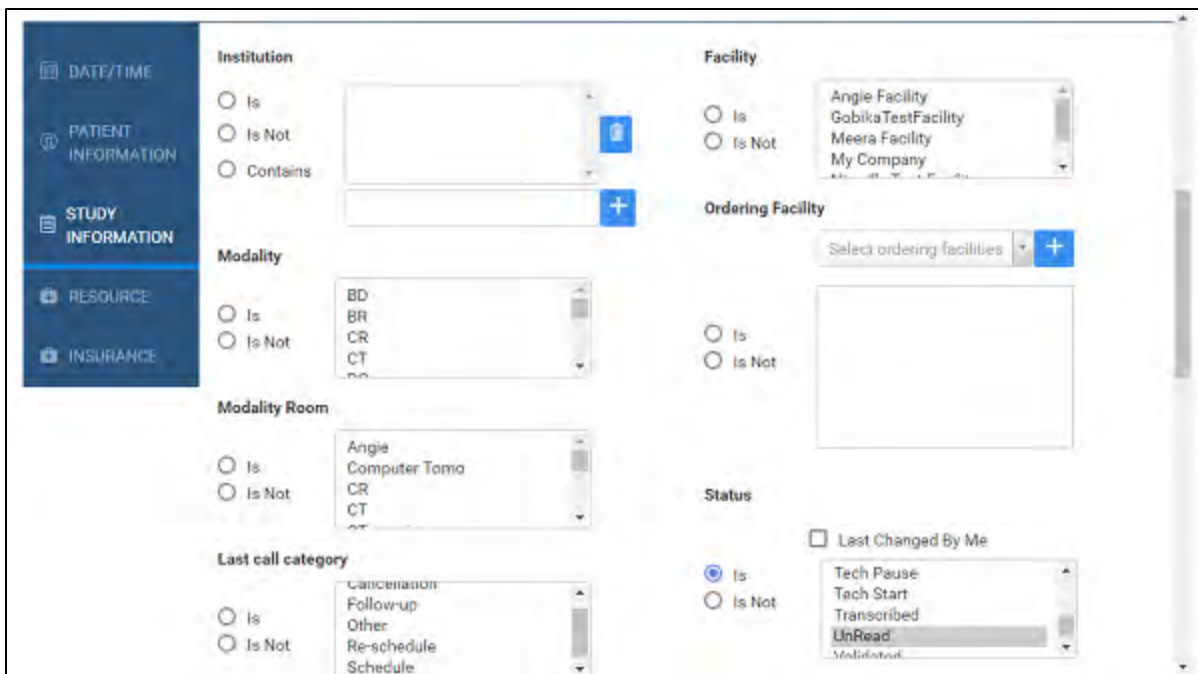 DATE/TIME
PATIENT
INFORMATION
STUDY
INFORMATION
RESOURCE
INSURANCE
Institution
Is
Is Not
Contains
Modality
Is
Is Not
BD
BR
CR
CT
Modality Room
Is
Is Not
Angie
Computer Tomo
CR
CT
Last call category
Is
Is Not
Cancellation
Follow-up
Other
Re-schedule
Schedule
Facility
Is
Is Not
Angie Facility
GobikaTestFacility
Meera Facility
My Company
Ordering Facility
Select ordering facilities
Is
Is Not
Status
Last Changed By Me
Is
Is Not
Tech Pause
Tech Start
Transcribed
UnRead
Validated